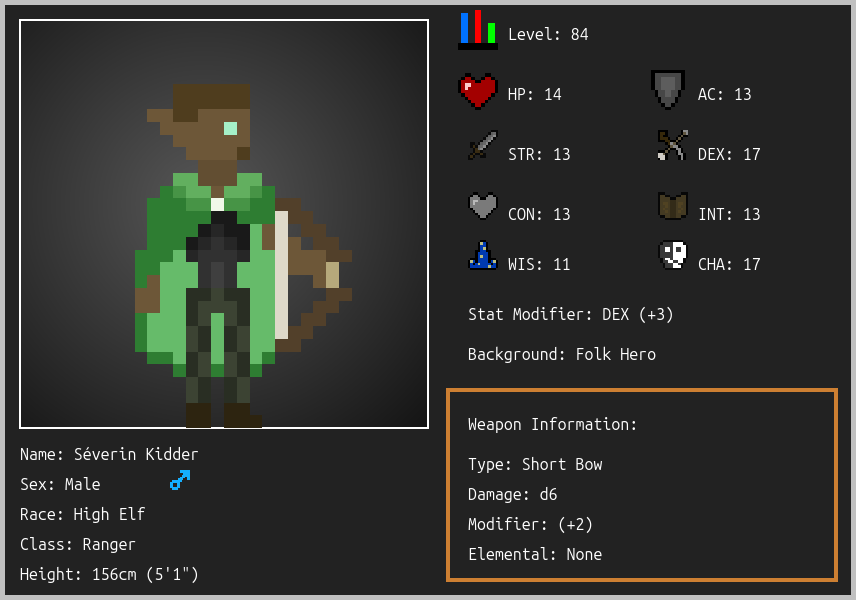 Level: 84
HP: 14
AC: 13
STR: 13
DEX: 17
CON: 13
INT: 13
WIS: 11
CHA: 17
Stat Modifier: DEX (+3)
Background: Folk Hero
Weapon Information:
Type: Short Bow
Damage: d6
Modifier: (+2)
Elemental: None
Name: Séverin Kidder
Sex: Male
Race: High Elf
Class: Ranger
Height: 156cm (5'1")